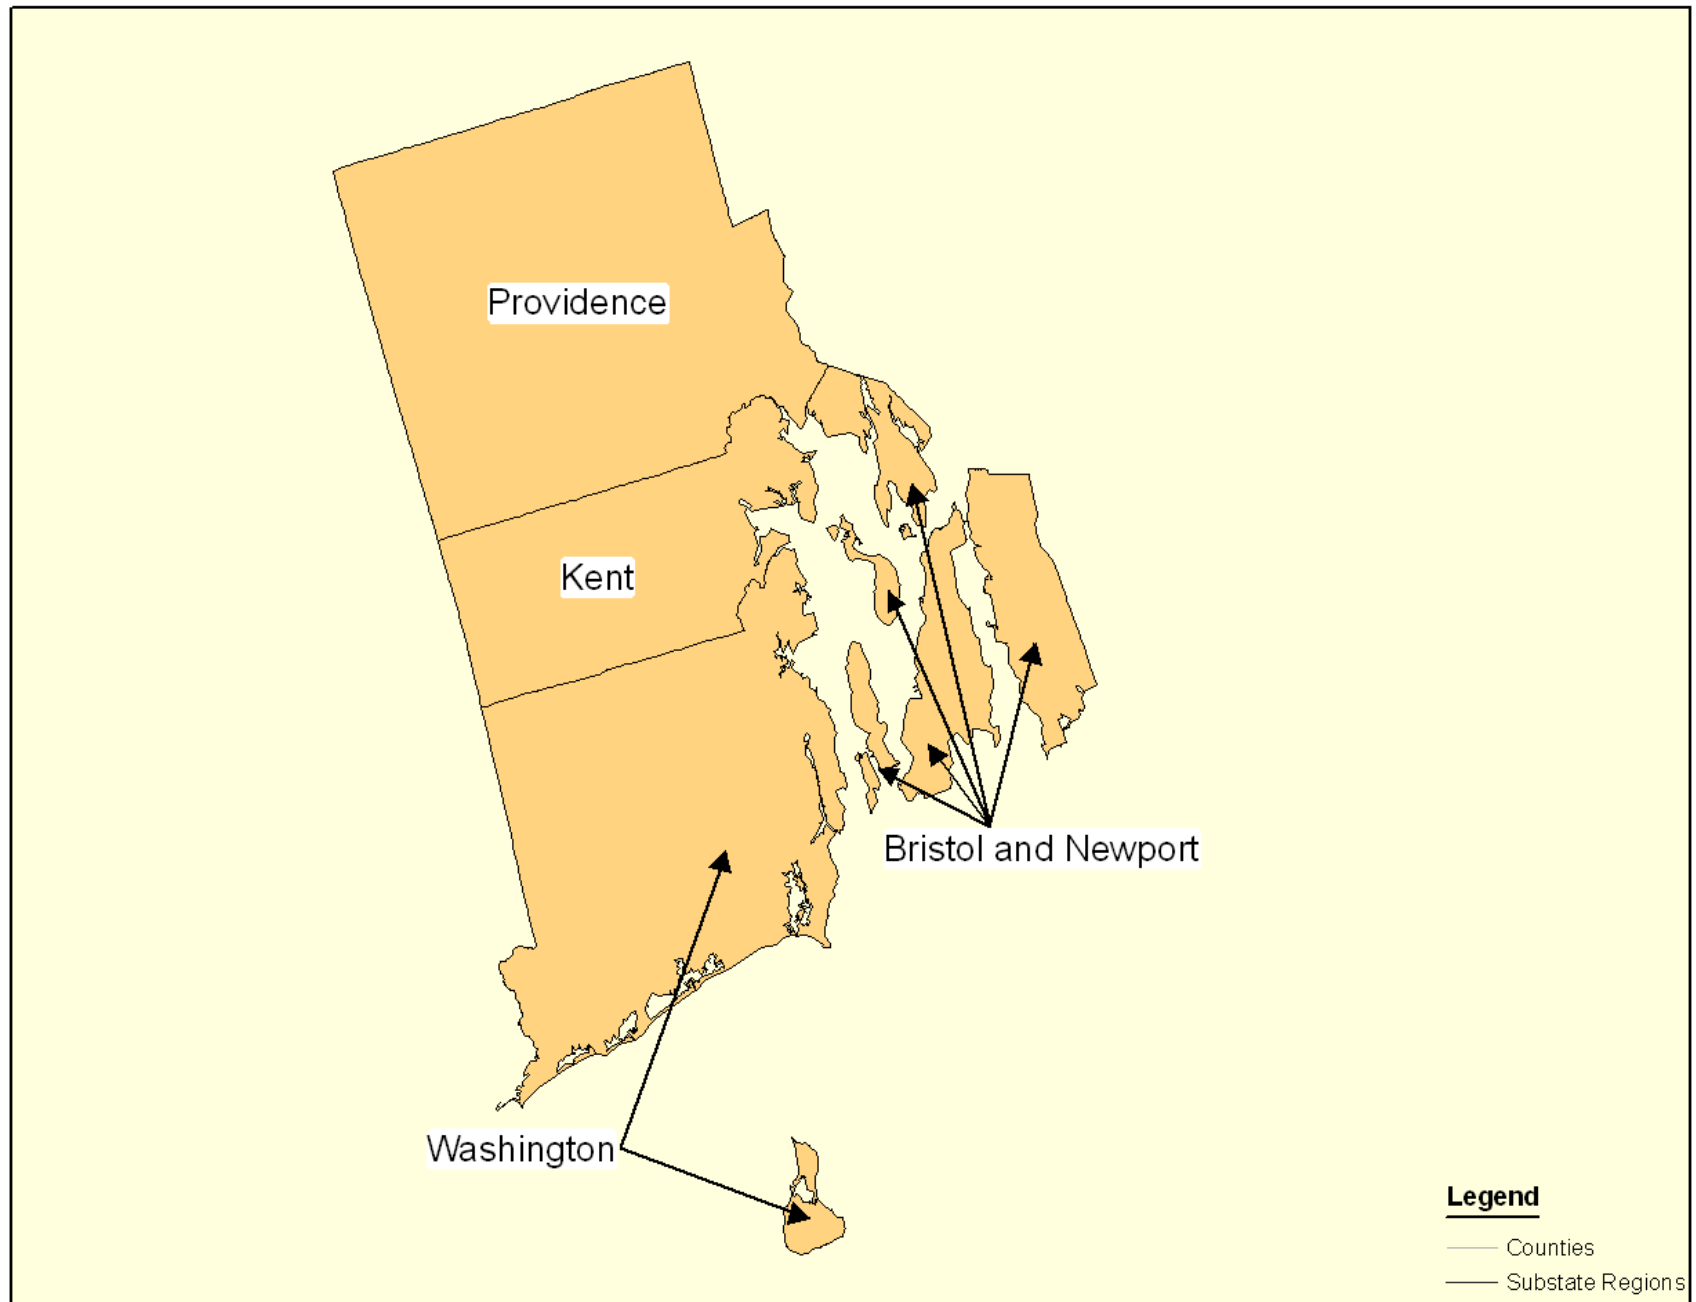 Providence
Kent
Bristol and Newport
Washington
Legend
Counties
Substate Regions